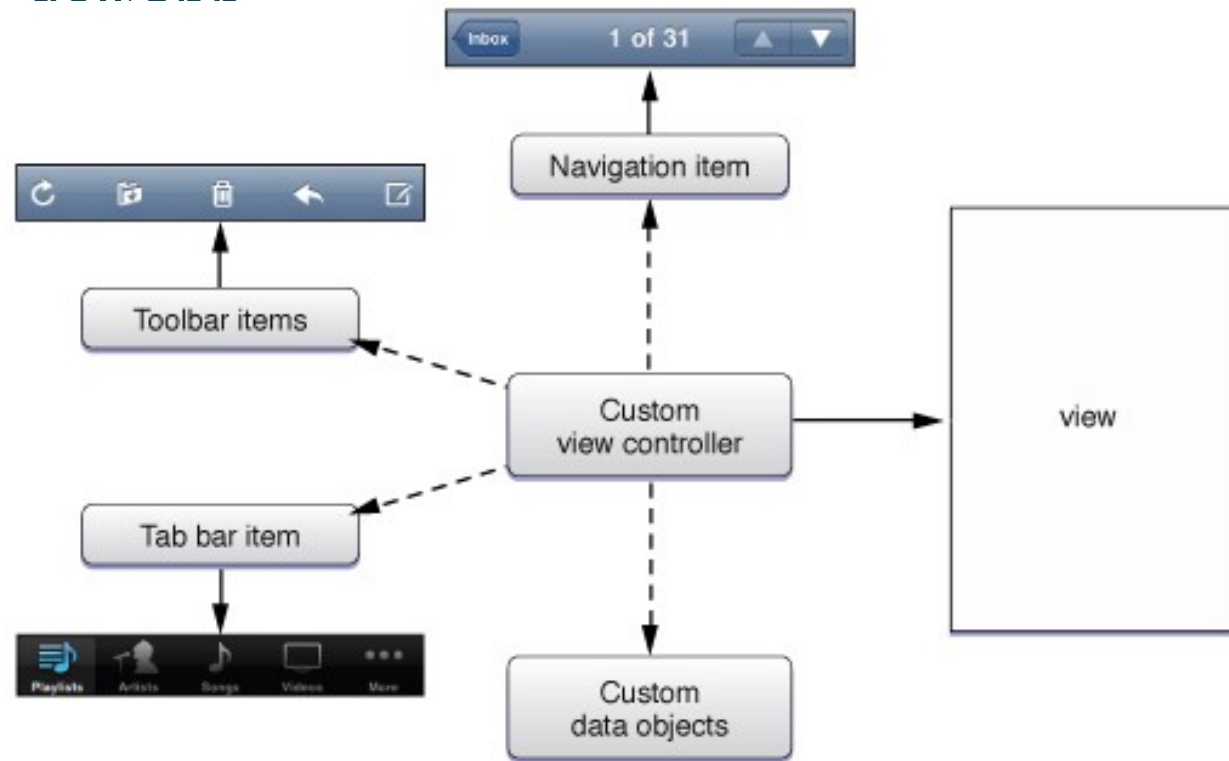 Inbox
1 of 31
Navigation item
Toolbar items
Custom
view controller
view
Tab bar item
Playlists
Artists
Songs
Videos
More
Custom
data objects